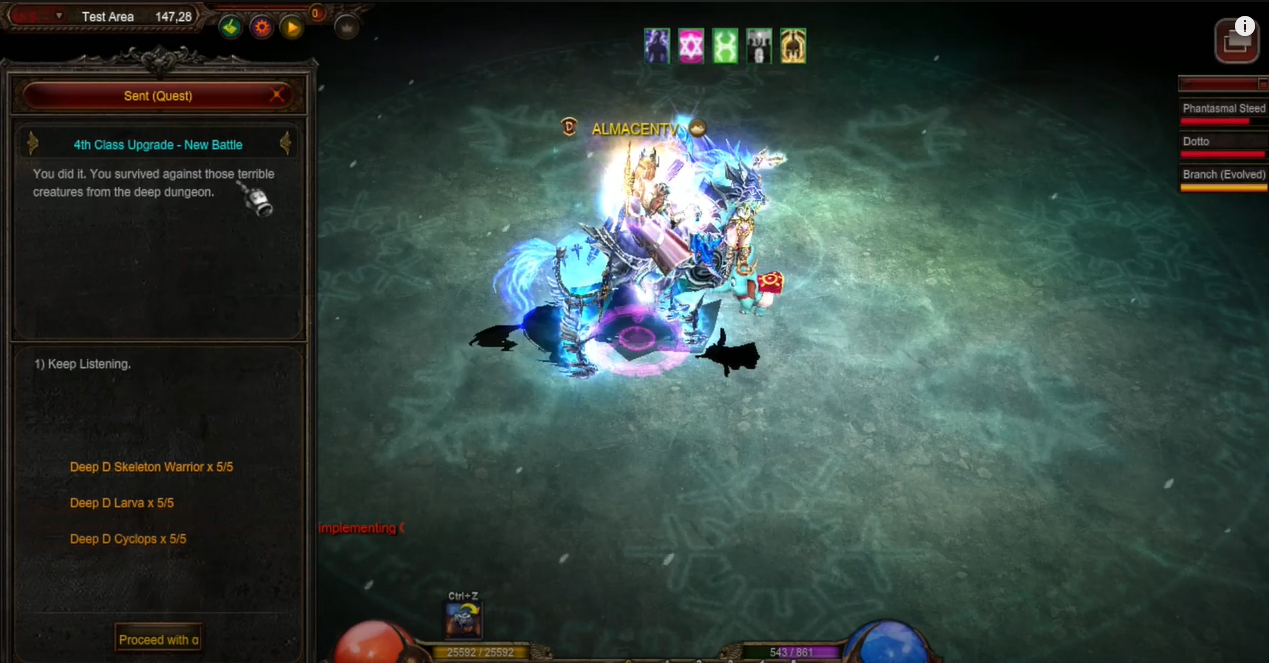 Test Area 147,28
0
Sent (Quest)
4th Class Upgrade - New Battle
You did it. You survived against those terrible
creatures from the deep dungeon.
1) Keep Listening.
Deep D Skeleton Warrior x 5/5
Deep D Larva x 5/5
Deep D Cyclops x 5/5
Proceed with q
D ALMACENTV
i
Phantasmal Steed
Dotto
Branch (Evolved)
implementing
Ctrl+Z
25592 / 25592
543 / 861